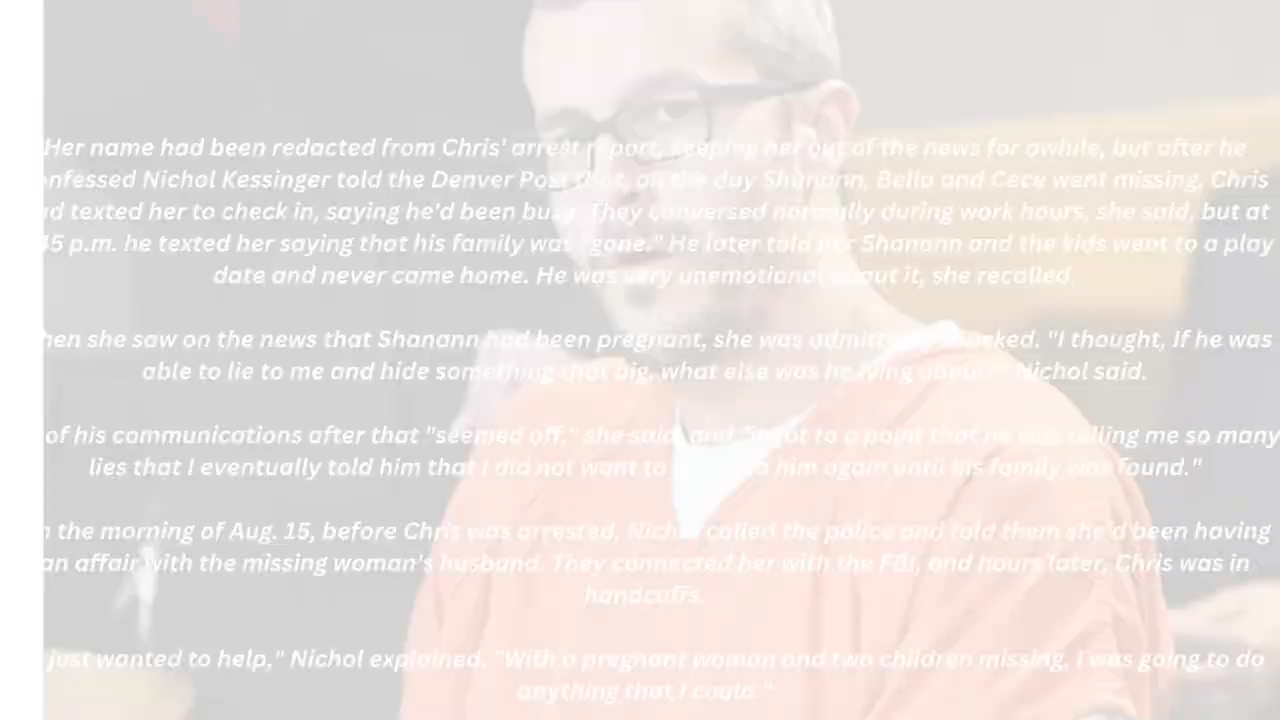 Her name had been redacted from Chris' arrest report, keeping her out of the news for awhile, but after he
onfessed Nichol Kessinger told the Denver Post that, on the day Shanann, Bella and Cece went missing, Chris
d texted her to check in, saying he'd been busy. They conversed normally during work hours, she said, but at
45 p.m. he texted her saying that his family was "gone." He later told her Shanann and the kids went to a play
date and never came home. He was very unemotional about it, she recalled.
hen she saw on the news that Shanann had been pregnant, she was admittedly shocked. "I thought, If he was
able to lie to me and hide something that big, what else was he lying about?" Nichol said.
of his communications after that "seemed off," she said, and "it got to a point that he was telling me so many
lies that I eventually told him that I did not want to him again until his family was found."
n the morning of Aug. 15, before Chris was arrested, Nichol called the police and told them she'd been having
an affair with the missing woman's husband. They connected her with the FBI, and hours later, Chris was in
handcuffs.
just wanted to help," Nichol explained. "With a pregnant woman and two children missing, I was going to do
anything that I could."